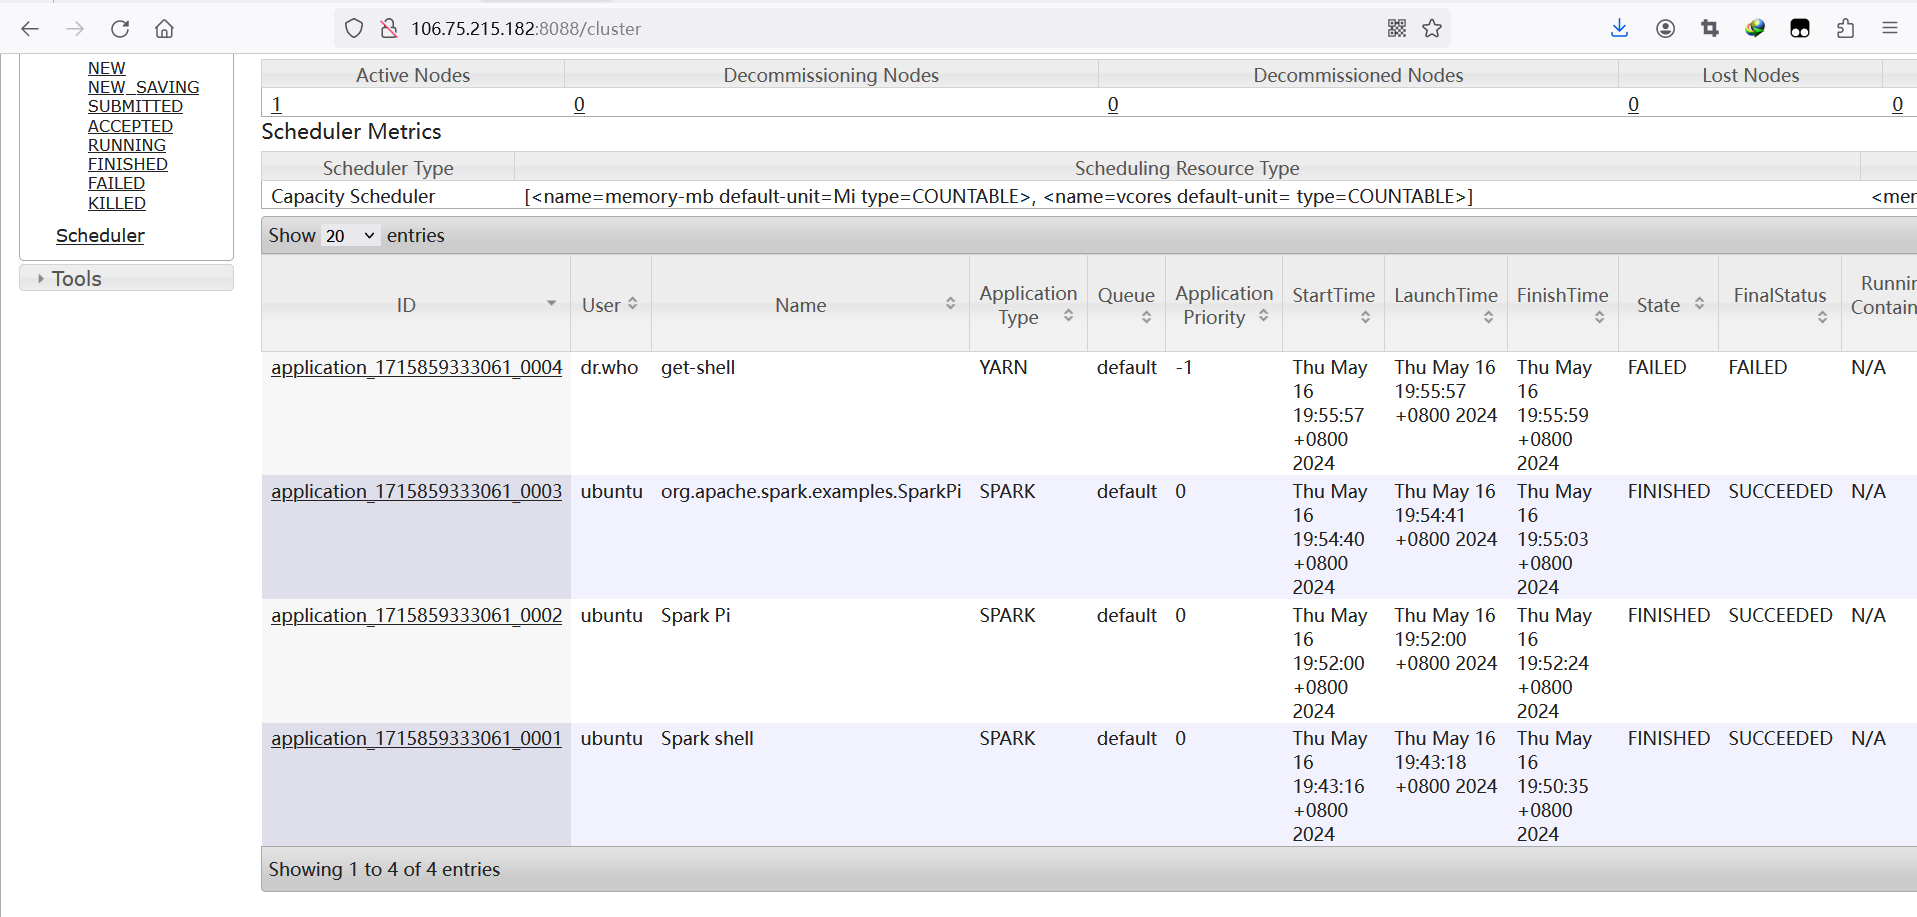 106.75.215.182:8088/cluster
NEW
NEW_SAVING
SUBMITTED
ACCEPTED
RUNNING
FINISHED
FAILED
KILLED
Scheduler
Tools
Active Nodes Decommissioning Nodes Decommissioned Nodes Lost Nodes
1 0 0 0 0
Scheduler Metrics
Scheduler Type Scheduling Resource Type
Capacity Scheduler [<name=memory-mb default-unit=Mi type=COUNTABLE>, <name=vcores default-unit= type=COUNTABLE>] <mer
Show 20 entries
ID User Name Application Type Queue Application Priority StartTime LaunchTime FinishTime State FinalStatus Runnin Contain
application_1715859333061_0004 dr.who get-shell YARN default -1 Thu May 16 19:55:57 +0800 2024 Thu May 16 19:55:57 +0800 2024 Thu May 16 19:55:59 +0800 2024 FAILED FAILED N/A
application_1715859333061_0003 ubuntu org.apache.spark.examples.SparkPi SPARK default 0 Thu May 16 19:54:40 +0800 2024 Thu May 16 19:54:41 +0800 2024 Thu May 16 19:55:03 +0800 2024 FINISHED SUCCEEDED N/A
application_1715859333061_0002 ubuntu Spark Pi SPARK default 0 Thu May 16 19:52:00 +0800 2024 Thu May 16 19:52:00 +0800 2024 Thu May 16 19:52:24 +0800 2024 FINISHED SUCCEEDED N/A
application_1715859333061_0001 ubuntu Spark shell SPARK default 0 Thu May 16 19:43:16 +0800 2024 Thu May 16 19:43:18 +0800 2024 Thu May 16 19:50:35 +0800 2024 FINISHED SUCCEEDED N/A
Showing 1 to 4 of 4 entries